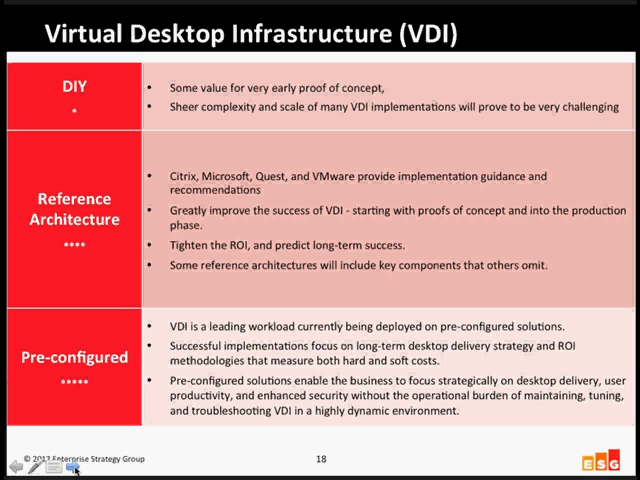 Virtual Desktop Infrastructure (VDI)
DIY
*
• Some value for very early proof of concept,
• Sheer complexity and scale of many VDI implementations will prove to be very challenging
Reference
Architecture
****
• Citrix, Microsoft, Quest, and VMware provide implementation guidance and
recommendations
• Greatly improve the success of VDI - starting with proofs of concept and into the production
phase.
• Tighten the ROI, and predict long-term success.
• Some reference architectures will include key components that others omit.
Pre-configured
*****
• VDI is a leading workload currently being deployed on pre-configured solutions.
• Successful implementations focus on long-term desktop delivery strategy and ROI
methodologies that measure both hard and soft costs.
• Pre-configured solutions enable the business to focus strategically on desktop delivery, user
productivity, and enhanced security without the operational burden of maintaining, tuning,
and troubleshooting VDI in a highly dynamic environment.
© Enterprise Strategy Group
18
ESG